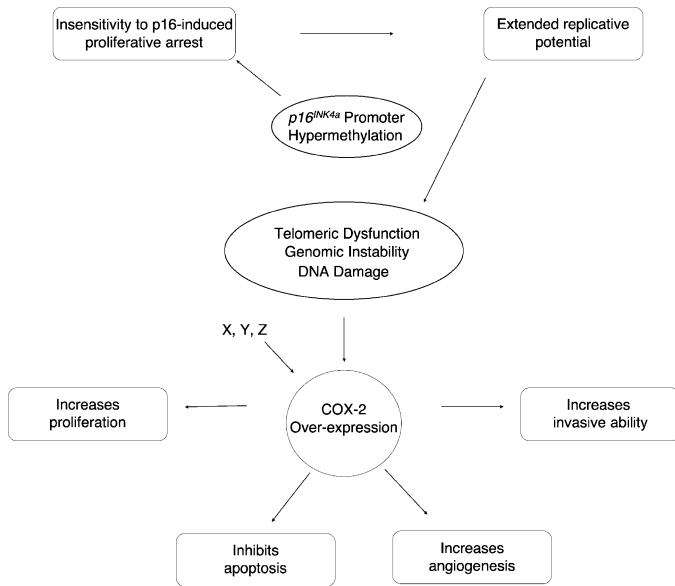 Insensitivity to p16-induced
proliferative arrest
Extended replicative
potential
p16INK4a Promoter
Hypermethylation
Telomeric Dysfunction
Genomic Instability
DNA Damage
X, Y, Z
COX-2
Over-expression
Increases
proliferation
Increases
invasive ability
Inhibits
apoptosis
Increases
angiogenesis